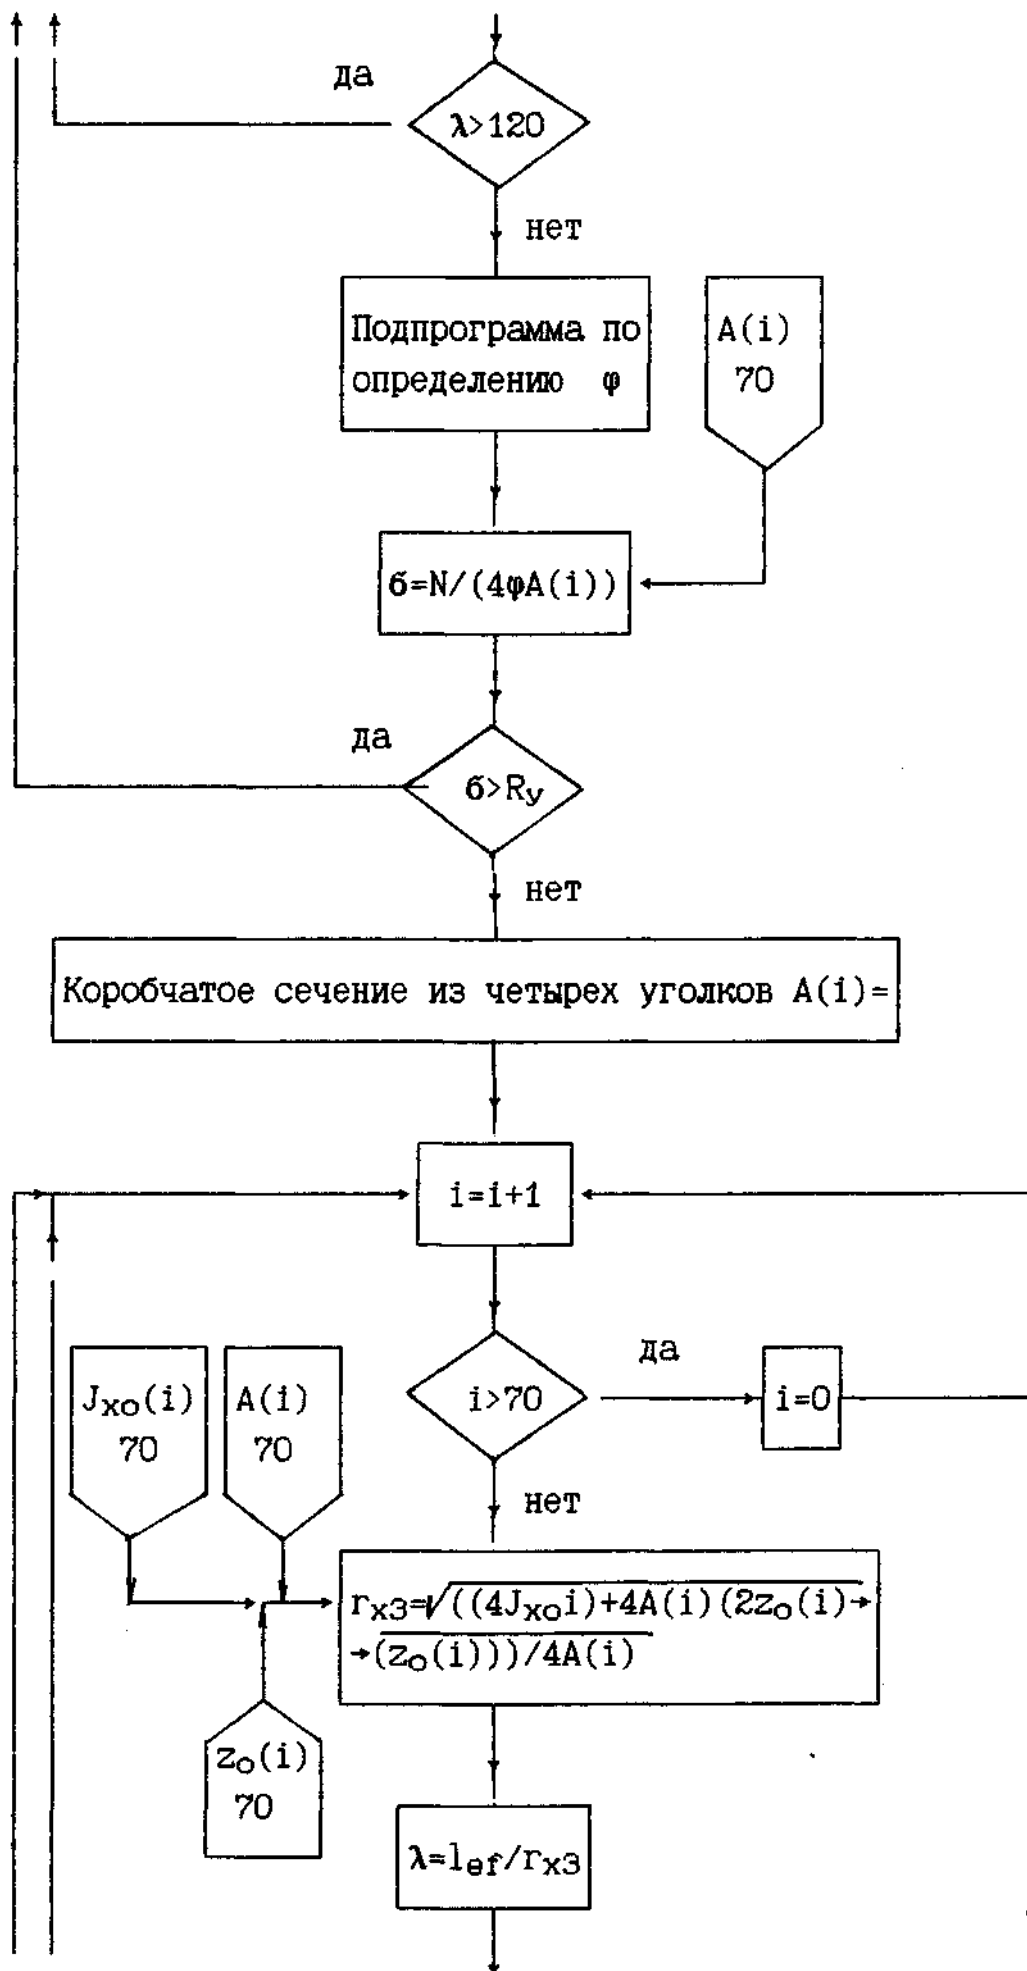 да
λ>120
нет
Подпрограмма по
определению φ
A(i)
70
б=N/(4φA(i))
да
б>Ry
нет
Коробчатое сечение из четырех уголков A(i)=
i=i+1
Jxo(i)
70
A(i)
70
i>70
да
i=0
нет
rx3=√((4Jxoi)+4A(i)(2zo(i)→
→(zo(i)))/4A(i)
zo(i)
70
λ=lef/rx3